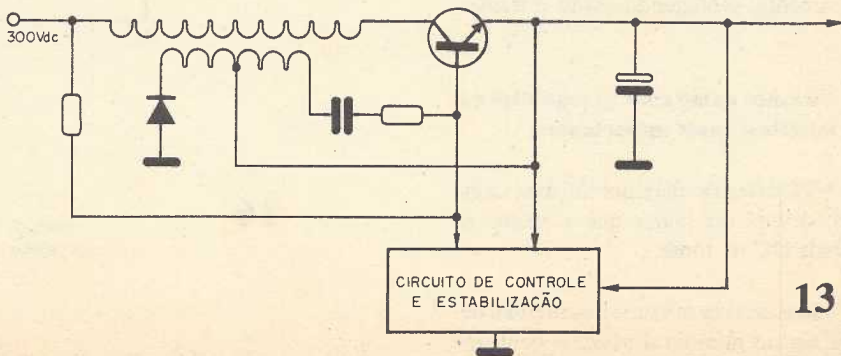 300Vdc
CIRCUITO DE CONTROLE
E ESTABILIZAÇÃO
13